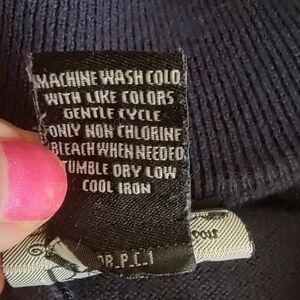 MACHINE WASH COLD
WITH LIKE COLORS
GENTLE CYCLE
ONLY NON CHLORINE
BLEACH WHEN NEEDED
TUMBLE DRY LOW
COOL IRON